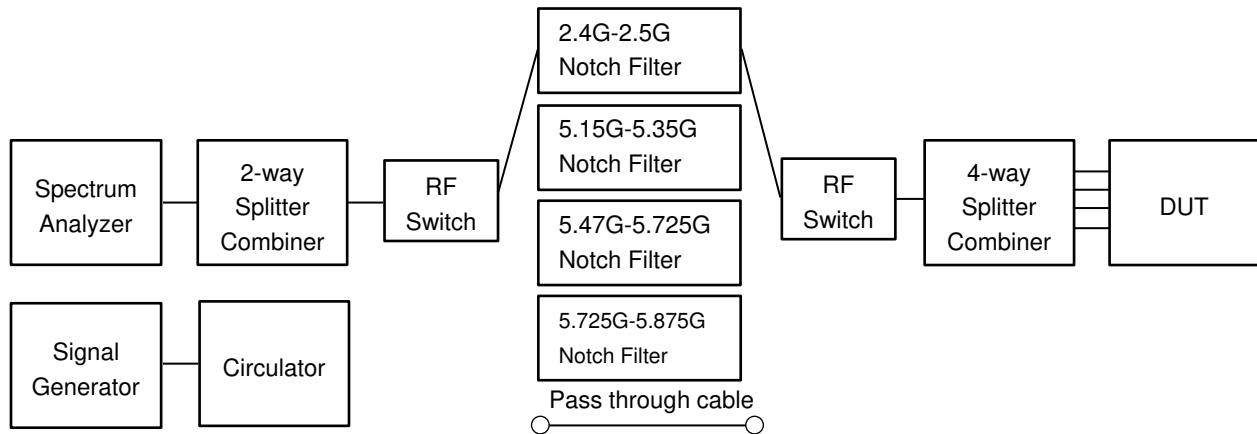 2.4G-2.5G
Notch Filter
5.15G-5.35G
Notch Filter
Spectrum
Analyzer
2-way
Splitter
Combiner
RF
Switch
RF
Switch
4-way
Splitter
Combiner
DUT
5.47G-5.725G
Notch Filter
5.725G-5.875G
Notch Filter
Signal
Generator
Circulator
Pass through cable